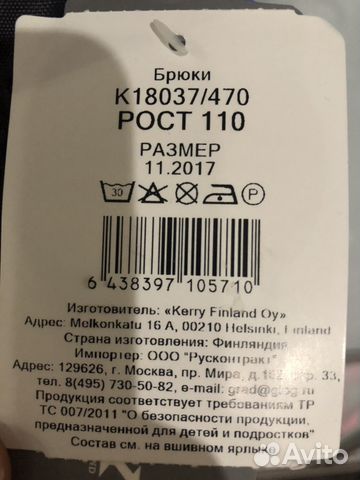 Брюки
K18037/470
РОСТ 110
РАЗМЕР
11.2017
30 P
6 438397 105710
Изготовитель: «Kerry Finland Oy»
Адрес: Melkonkatu 16 A, 00210 Helsinki, Finland
Страна изготовления: Финляндия
Импортер: ООО "Русконтракт"
Адрес: 129626, г. Москва, пр. Мира, стр. 33,
тел. 8(495) 730-50-82, e-mail:
Продукция соответствует требованиям ТР
ТС 007/2011 "О безопасности продукции,
предназначенной для детей и подростков"
Состав см. на вшивном ярлыке.
Avito